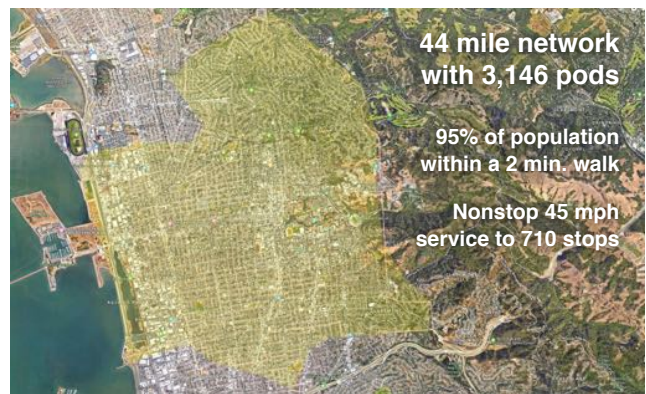 44 mile network
with 3,146 pods
95% of population
within a 2 min. walk
Nonstop 45 mph
service to 710 stops